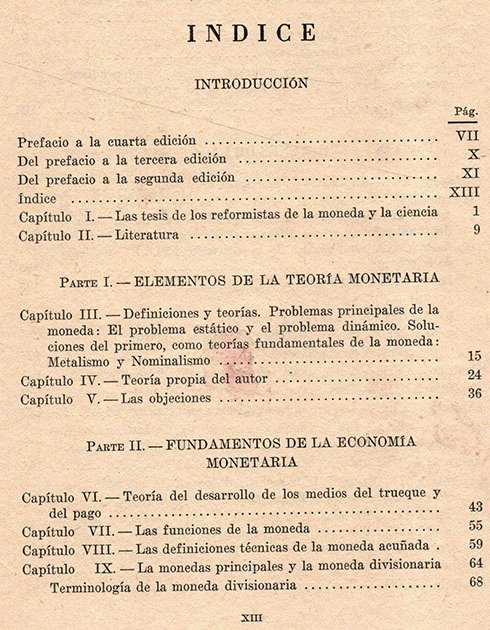 INDICE
INTRODUCCIÓN
Pág.
Prefacio a la cuarta edición ........................ VII
Del prefacio a la tercera edición .................... X
Del prefacio a la segunda edición ................... XI
Índice ........................................ XIII
Capítulo I. — Las tesis de los reformistas de la moneda y la ciencia 1
Capítulo II. — Literatura .......................... 9
PARTE I. — ELEMENTOS DE LA TEORÍA MONETARIA
Capítulo III. — Definiciones y teorías. Problemas principales de la
moneda: El problema estático y el problema dinámico. Solu-
ciones del primero, como teorías fundamentales de la moneda:
Metalismo y Nominalismo ........................ 15
Capítulo IV. — Teoría propia del autor ................ 24
Capítulo V. — Las objeciones ........................ 36
PARTE II. — FUNDAMENTOS DE LA ECONOMÍA
MONETARIA
Capítulo VI. — Teoría del desarrollo de los medios del trueque y
del pago ........................................ 43
Capítulo VII. — Las funciones de la moneda ............ 55
Capítulo VIII. — Las definiciones técnicas de la moneda acuñada . 59
Capítulo IX. — La monedas principales y la moneda divisionaria 64
Terminología de la moneda divisionaria ................ 68
XIII